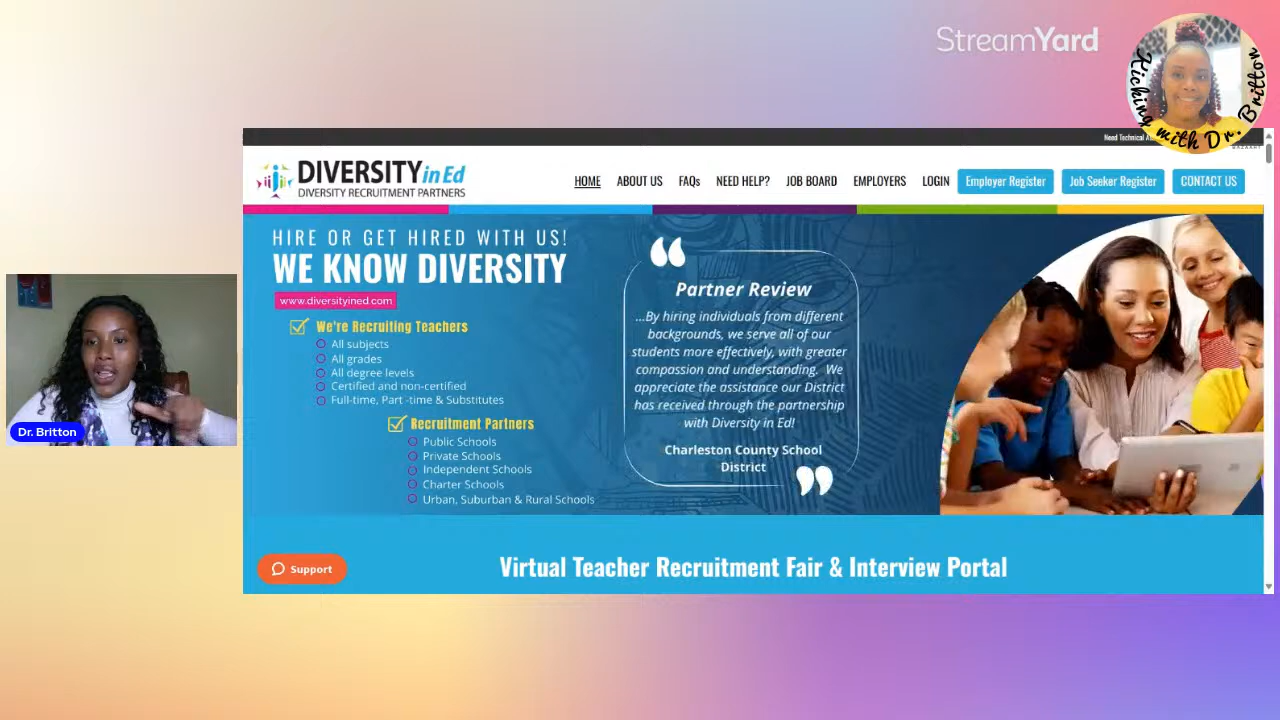 StreamYard
Kicking with Dr. Britton
Need Technical
DIVERSITY in Ed
DIVERSITY RECRUITMENT PARTNERS
HOME
ABOUT US
FAQs
NEED HELP?
JOB BOARD
EMPLOYERS
LOGIN
Employer Register
Job Seeker Register
CONTACT US
HIRE OR GET HIRED WITH US!
WE KNOW DIVERSITY
www.diversityined.com
We're Recruiting Teachers
All subjects
All grades
All degree levels
Certified and non-certified
Full-time, Part -time & Substitutes
Recruitment Partners
Public Schools
Private Schools
Independent Schools
Charter Schools
Urban, Suburban & Rural Schools
“
Partner Review
...By hiring individuals from different
backgrounds, we serve all of our
students more effectively, with greater
compassion and understanding. We
appreciate the assistance our District
has received through the partnership
with Diversity in Ed!
Charleston County School
District
”
Dr. Britton
Support
Virtual Teacher Recruitment Fair & Interview Portal